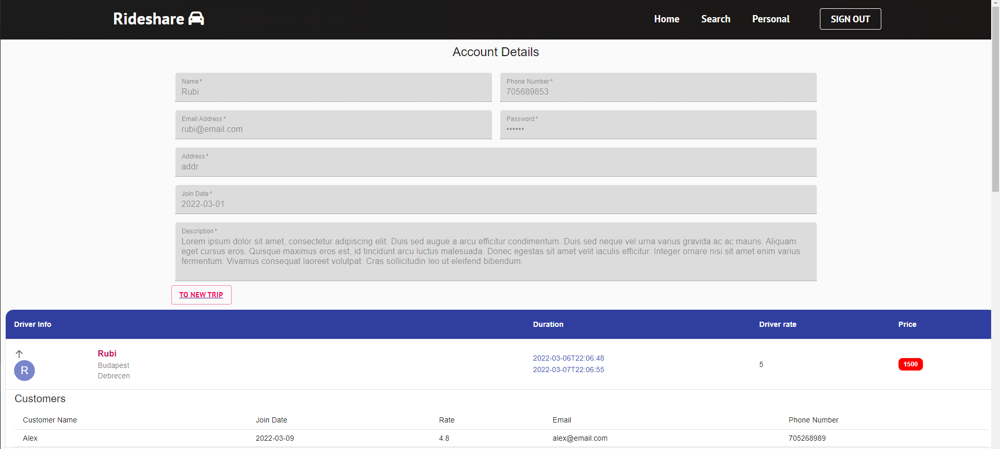 Rideshare
Home Search Personal SIGN OUT
Account Details
Name *
Rubi
Phone Number *
705689853
Email Address *
rubi@email.com
Password *
••••••
Address *
addr
Join Date *
2022-03-01
Description *
Lorem ipsum dolor sit amet, consectetur adipiscing elit. Duis sed augue a arcu efficitur condimentum. Duis sed neque vel urna varius gravida ac ac mauris. Aliquam
eget cursus eros. Quisque maximus eros est, id tincidunt arcu luctus malesuada. Donec egestas sit amet velit iaculis efficitur. Integer ornare nisi sit amet enim varius
fermentum. Vivamus consequat laoreet volutpat. Cras sollicitudin leo ut eleifend bibendum.
TO NEW TRIP
Driver Info Duration Driver rate Price
R
Rubi
Budapest
Debrecen
2022-03-06T22:06:48
2022-03-07T22:06:55
5
1500
Customers
Customer Name Join Date Rate Email Phone Number
Alex 2022-03-09 4.8 alex@email.com 705268989